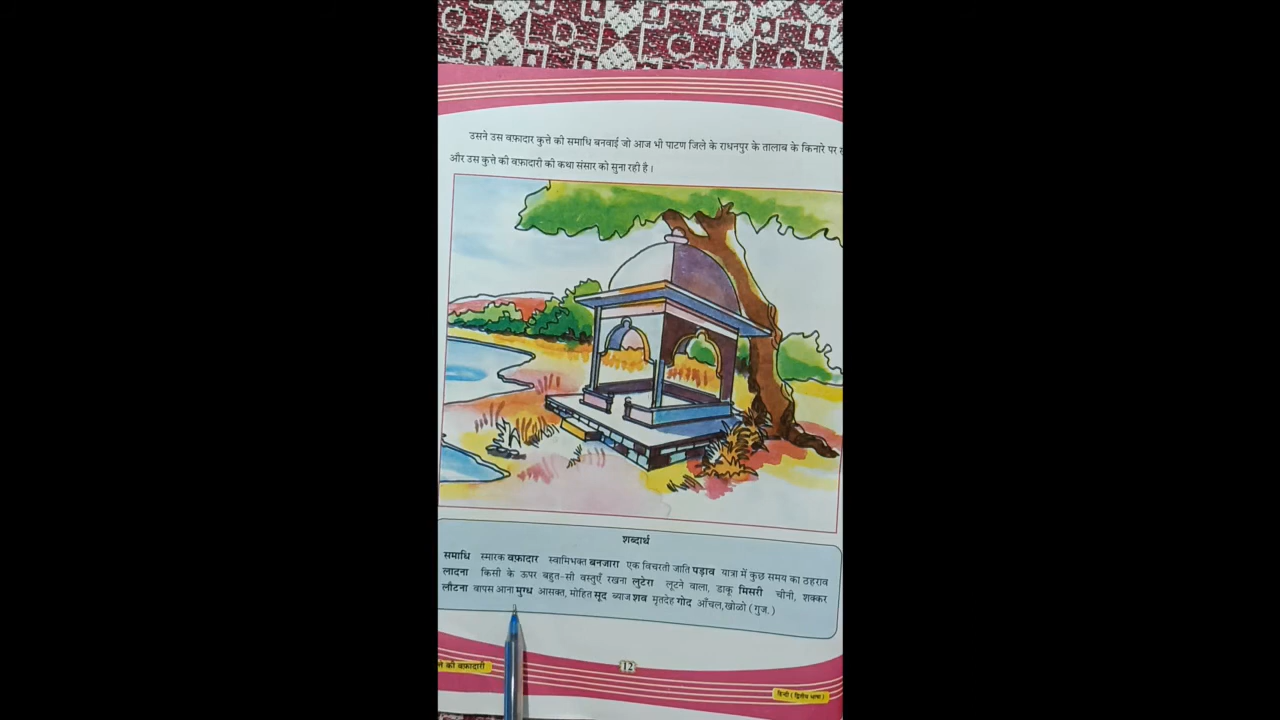 उसने उस वफ़ादार कुत्ते की समाधि बनवाई जो आज भी पाटण जिले के राधनपुर के तालाब के किनारे पर
और उस कुत्ते की वफ़ादारी की कथा संसार को सुना रही है।
शब्दार्थ
समाधि स्मारक वफ़ादार स्वामिभक्त बनजारा एक विचरती जाति पड़ाव यात्रा में कुछ समय का ठहराव
लादना किसी के ऊपर बहुत-सी वस्तुएँ रखना लुटेरा लूटने वाला, डाकू मिसरी चीनी, शक्कर
लौटना वापस आना मुग्ध आसक्त, मोहित सूद ब्याज शव मृतदेह गोद आँचल,खोळो (गुज.)
की वफ़ादारी
12
हिन्दी (द्वितीय भाषा)